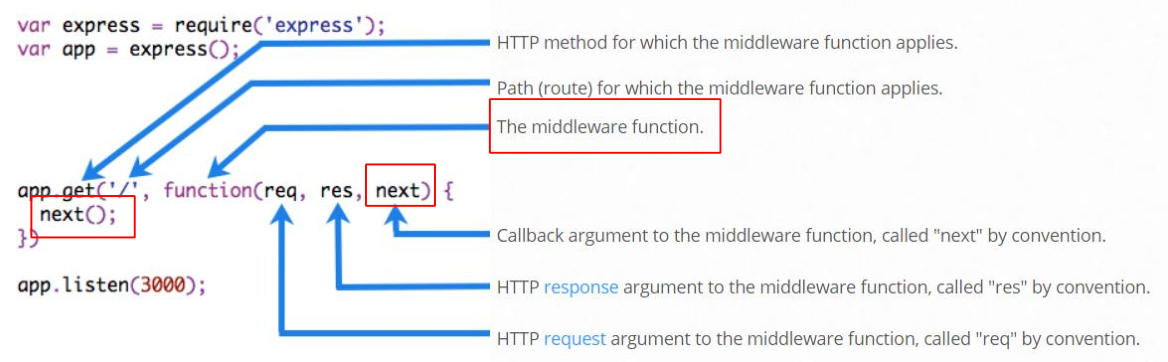 var express = require('express');
var app = express();
HTTP method for which the middleware function applies.
Path (route) for which the middleware function applies.
The middleware function.
app.get('/', function(req, res, next) {
next();
})
Callback argument to the middleware function, called "next" by convention.
app.listen(3000);
HTTP response argument to the middleware function, called "res" by convention.
HTTP request argument to the middleware function, called "req" by convention.